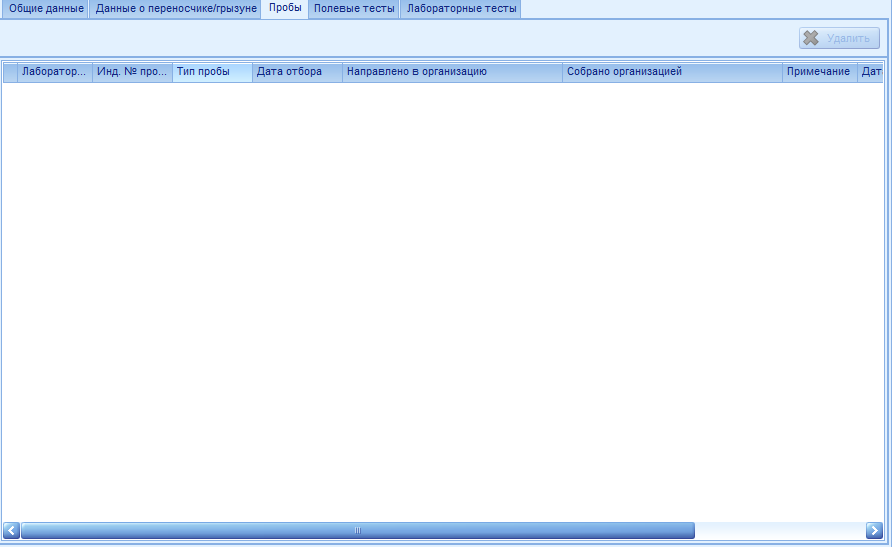 Общие данные Данные о переносчике/грызуне Пробы Полевые тесты Лабораторные тесты
Удалить
Лаборатор... Инд. № про... Тип пробы Дата отбора Направлено в организацию Собрано организацией Примечание Дат